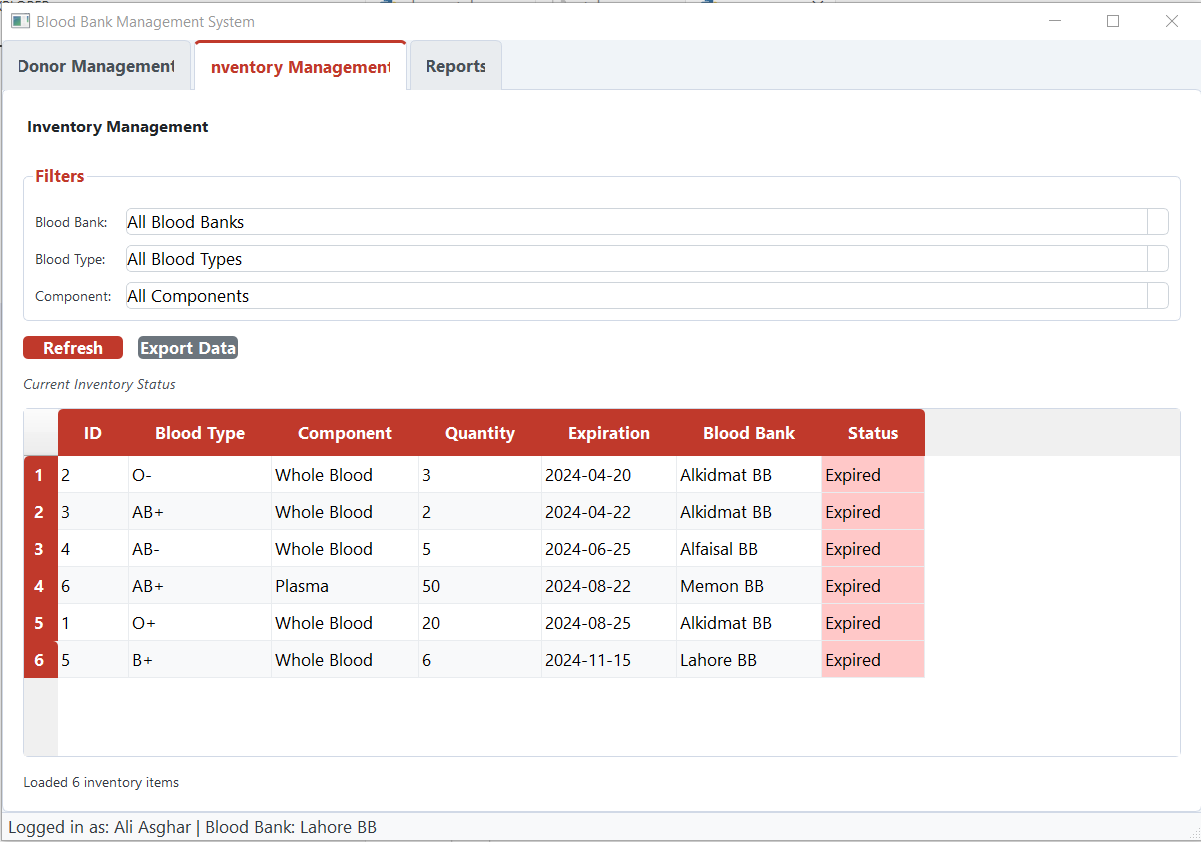 Blood Bank Management System
Donor Management nventory Management Reports
Inventory Management
Filters
Blood Bank: All Blood Banks
Blood Type: All Blood Types
Component: All Components
Refresh Export Data
Current Inventory Status
ID Blood Type Component Quantity Expiration Blood Bank Status
1 2 O- Whole Blood 3 2024-04-20 Alkidmat BB Expired
2 3 AB+ Whole Blood 2 2024-04-22 Alkidmat BB Expired
3 4 AB- Whole Blood 5 2024-06-25 Alfaisal BB Expired
4 6 AB+ Plasma 50 2024-08-22 Memon BB Expired
5 1 O+ Whole Blood 20 2024-08-25 Alkidmat BB Expired
6 5 B+ Whole Blood 6 2024-11-15 Lahore BB Expired
Loaded 6 inventory items
Logged in as: Ali Asghar | Blood Bank: Lahore BB